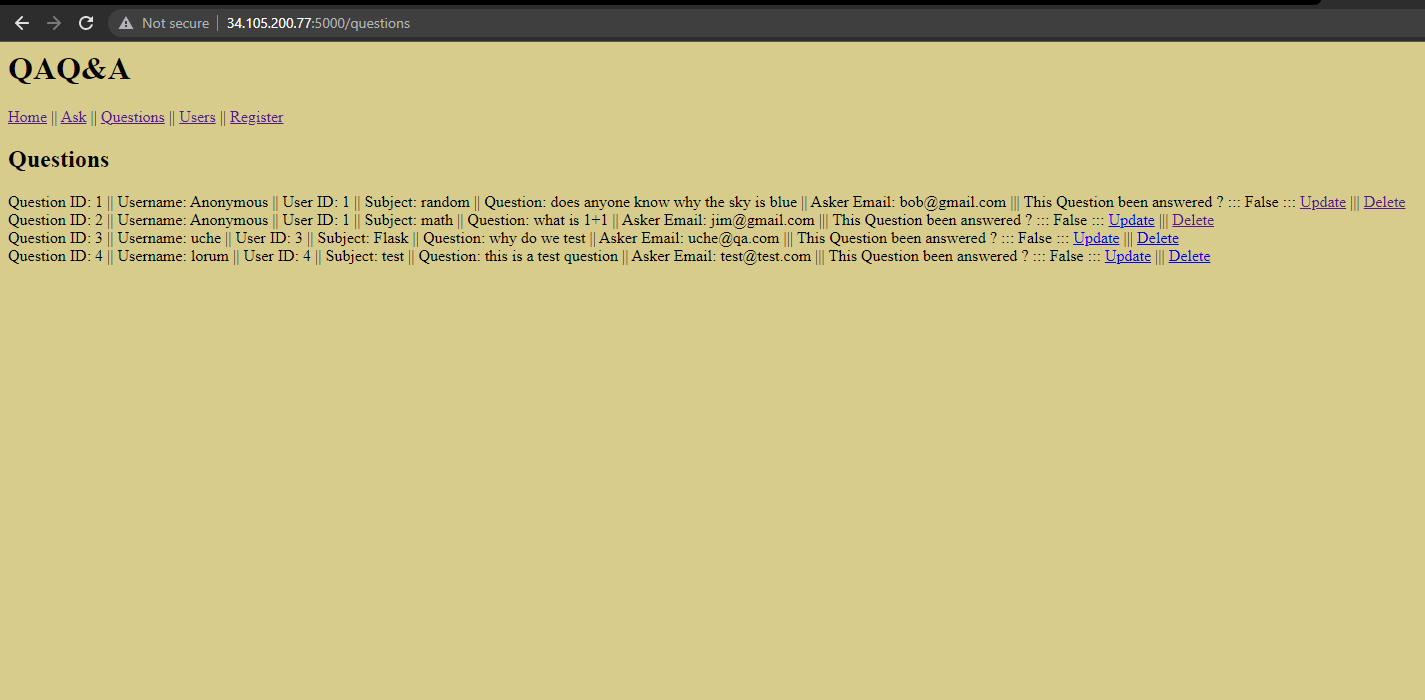 Not secure | 34.105.200.77:5000/questions
QAQ&A
Home || Ask || Questions || Users || Register
Questions
Question ID: 1 || Username: Anonymous || User ID: 1 || Subject: random || Question: does anyone know why the sky is blue || Asker Email: bob@gmail.com ||| This Question been answered ? ::: False ::: Update ||| Delete
Question ID: 2 || Username: Anonymous || User ID: 1 || Subject: math || Question: what is 1+1 || Asker Email: jim@gmail.com ||| This Question been answered ? ::: False ::: Update ||| Delete
Question ID: 3 || Username: uche || User ID: 3 || Subject: Flask || Question: why do we test || Asker Email: uche@qa.com ||| This Question been answered ? ::: False ::: Update ||| Delete
Question ID: 4 || Username: lorum || User ID: 4 || Subject: test || Question: this is a test question || Asker Email: test@test.com ||| This Question been answered ? ::: False ::: Update ||| Delete